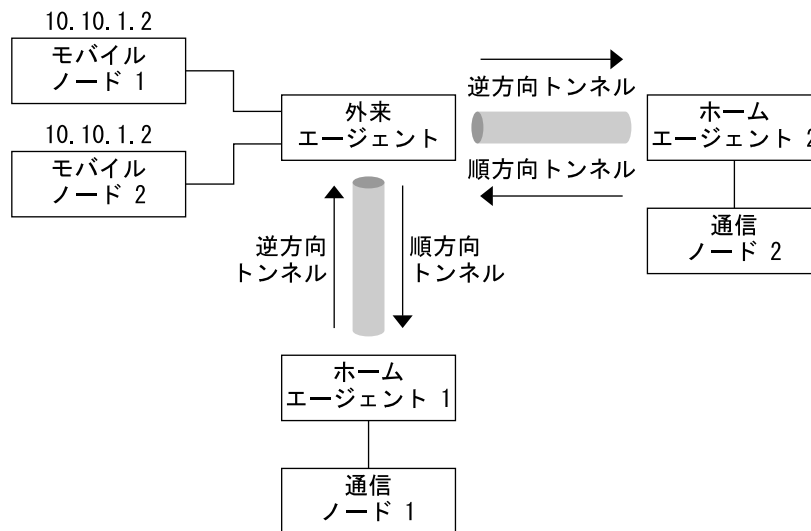 10.10.1.2
モバイル
ノード 1
10.10.1.2
モバイル
ノード 2
外来
エージェント
逆方向トンネル
順方向トンネル
ホーム
エージェント 2
通信
ノード 2
逆方向
トンネル
順方向
トンネル
ホーム
エージェント 1
通信
ノード 1